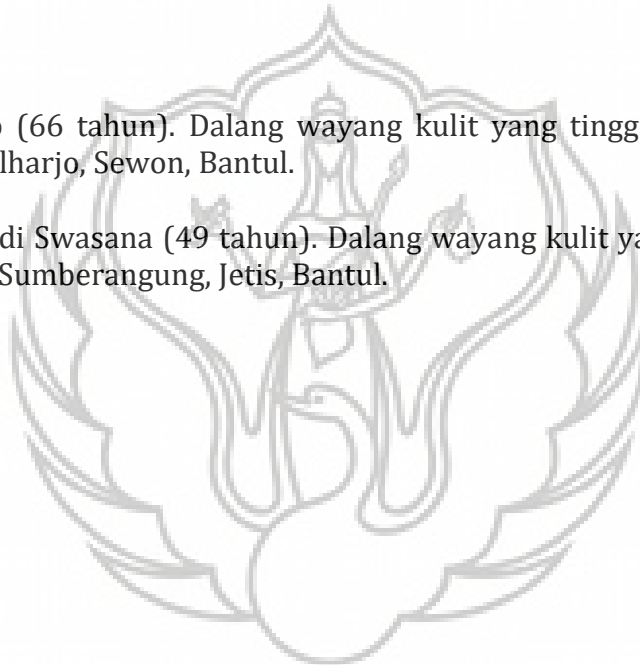 (66 tahun). Dalang wayang kulit yang tingg
lharjo, Sewon, Bantul.
di Swasana (49 tahun). Dalang wayang kulit ya
Sumberangung, Jetis, Bantul.